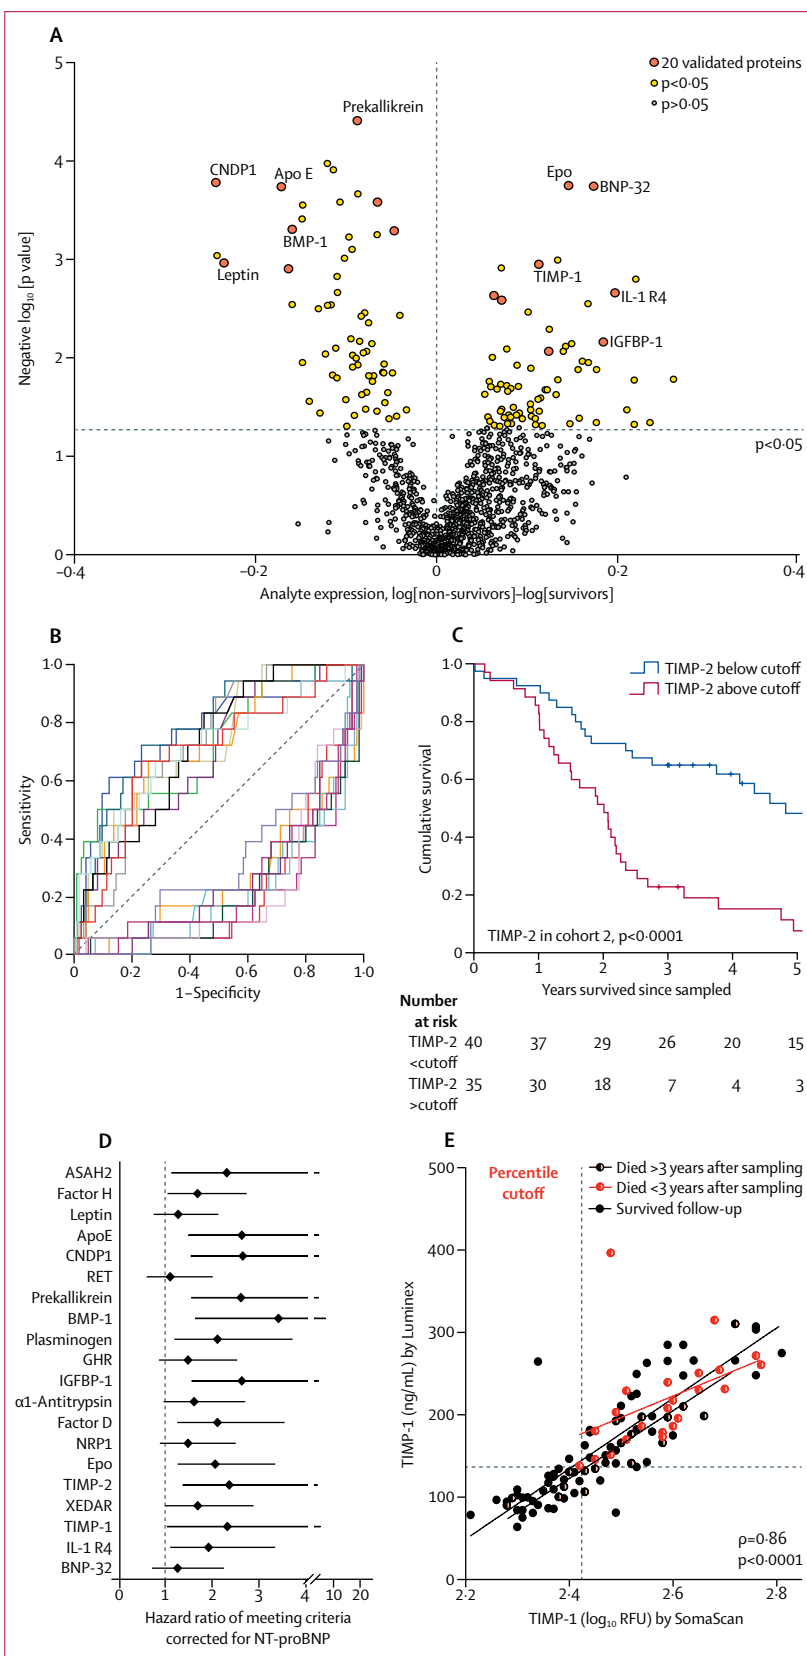 A
5
4
3
2
1
0
Negative log10 [p value]
20 validated proteins
p<0·05
p>0·05
Prekallikrein
CNDP1
Apo E
Epo
BNP-32
BMP-1
Leptin
TIMP-1
IL-1 R4
IGFBP-1
p<0·05
−0·4
−0·2
0
0·2
0·4
Analyte expression, log[non-survivors]–log[survivors]
B
1·0
0·8
0·6
0·4
0·2
0
Sensitivity
0
0·2
0·4
0·6
0·8
1·0
1–Specificity
C
1·0
0·8
0·6
0·4
0·2
0
Cumulative survival
TIMP-2 below cutoff
TIMP-2 above cutoff
TIMP-2 in cohort 2, p<0·0001
0
1
2
3
4
5
Years survived since sampled
Number
at risk
TIMP-2 40 37 29 26 20 15
<cutoff
TIMP-2 35 30 18 7 4 3
>cutoff
D
ASAH2
Factor H
Leptin
ApoE
CNDP1
RET
Prekallikrein
BMP-1
Plasminogen
GHR
IGFBP-1
α1-Antitrypsin
Factor D
NRP1
Epo
TIMP-2
XEDAR
TIMP-1
IL-1 R4
BNP-32
0
1
2
3
4
10
20
Hazard ratio of meeting criteria
corrected for NT-proBNP
E
500
400
300
200
100
0
TIMP-1 (ng/mL) by Luminex
Percentile
cutoff
Died >3 years after sampling
Died <3 years after sampling
Survived follow-up
ρ=0·86
p<0·0001
2·2
2·4
2·6
2·8
TIMP-1 (log10 RFU) by SomaScan